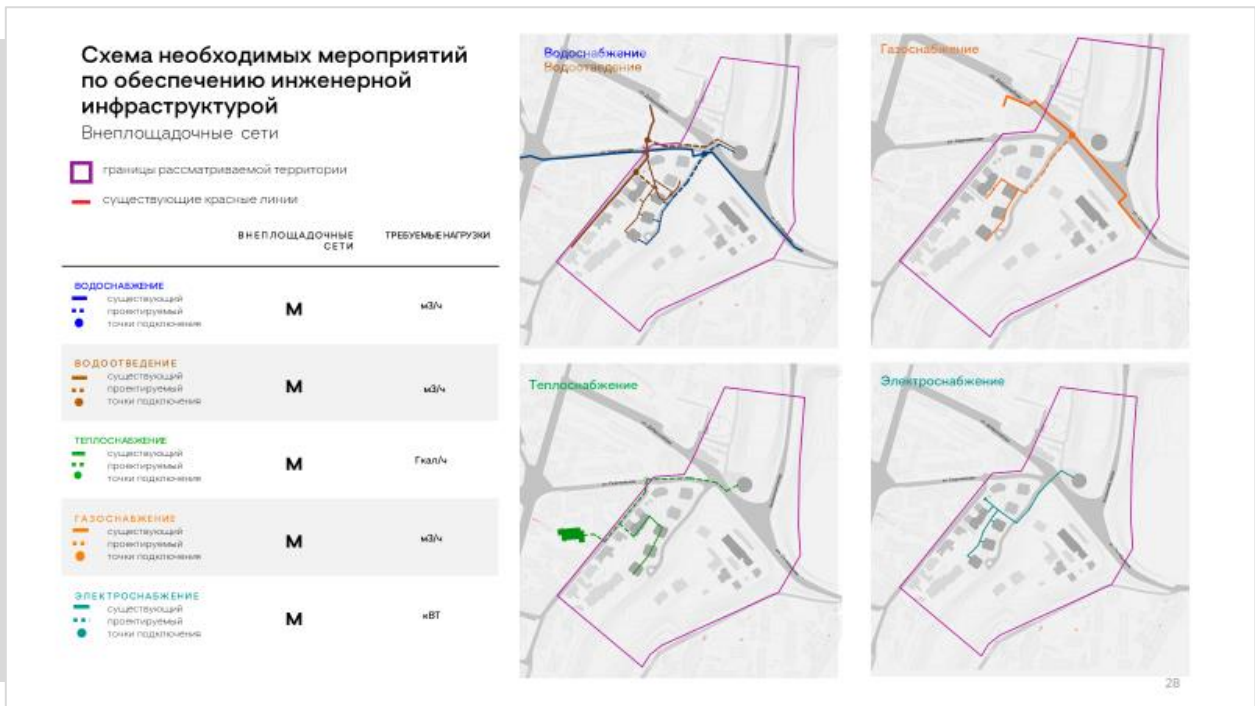 Схема необходимых мероприятий
по обеспечению инженерной
инфраструктурой
Внеплощадочные сети
границы рассматриваемой территории
существующие красные линии
ВНЕПЛОЩАДОЧНЫЕ
СЕТИ
ТРЕБУЕМЫЕ НАГРУЗКИ
ВОДОСНАБЖЕНИЕ
существующий
проектируемый
точки подключения
М
м3/ч
ВОДООТВЕДЕНИЕ
существующий
проектируемый
точки подключения
М
м3/ч
ТЕПЛОСНАБЖЕНИЕ
существующий
проектируемый
точки подключения
М
Гкал/ч
ГАЗОСНАБЖЕНИЕ
существующий
проектируемый
точки подключения
М
м3/ч
ЭЛЕКТРОСНАБЖЕНИЕ
существующий
проектируемый
точки подключения
М
кВТ
Водоснабжение
Водоотведение
Газоснабжение
Теплоснабжение
Электроснабжение
28